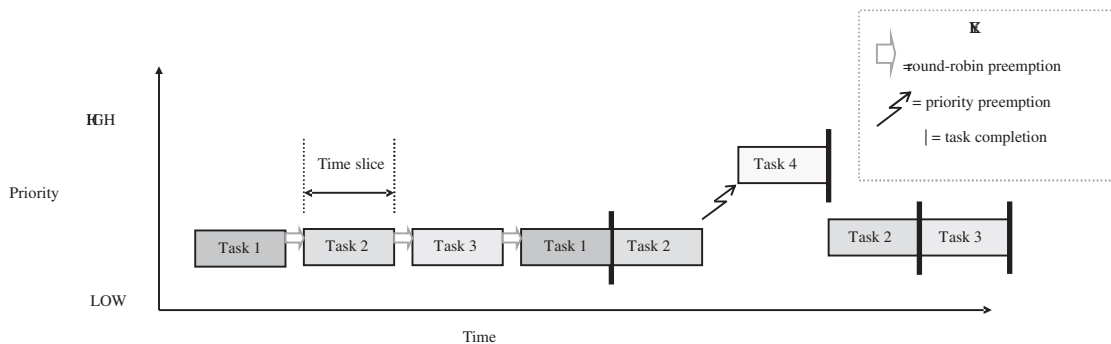 =round-robin preemption
= priority preemption
| = task completion
HIGH
Time slice
Task 4
Priority
Task 1
Task 2
Task 3
Task 1
Task 2
Task 2
Task 3
LOW
Time